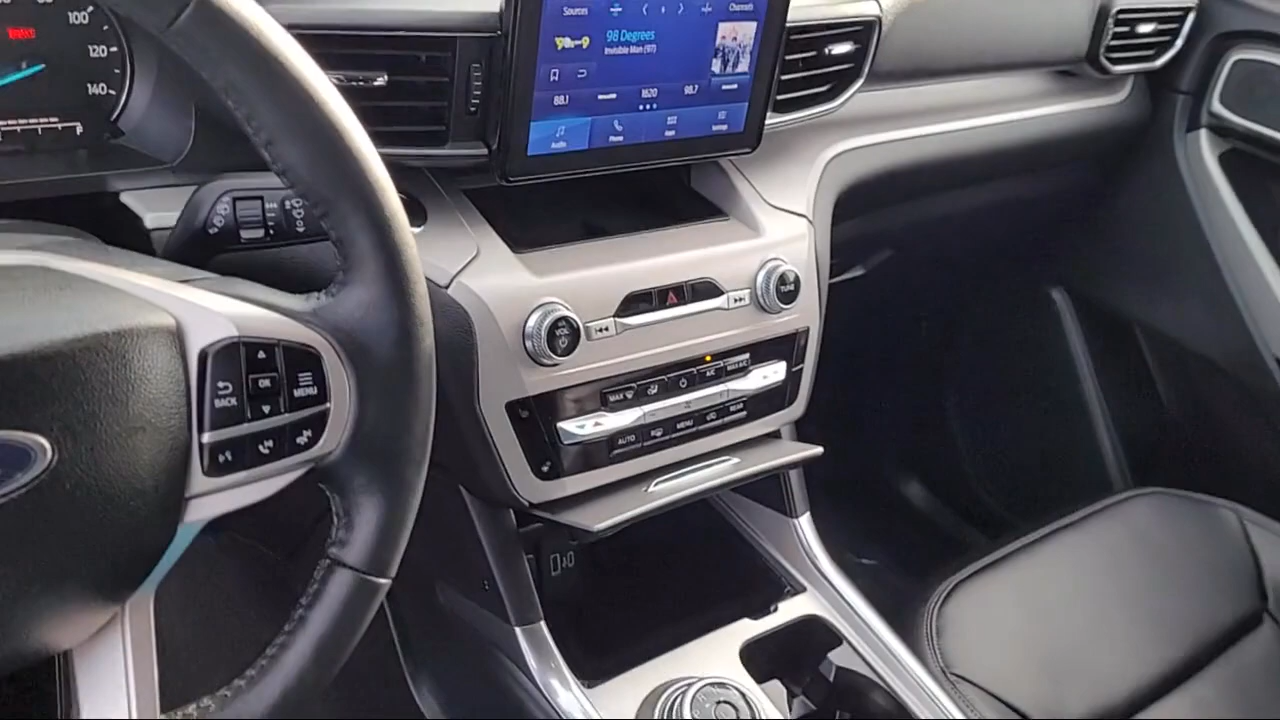 100
120
140
Sources
Channels
98 Degrees
Invisible Man ('97)
88.1
1620
98.7
Audio
Phone
Apps
Settings
VOL
TUNE
BACK
OK
MENU
MAX
A/C
MAX A/C
AUTO
MENU
REAR